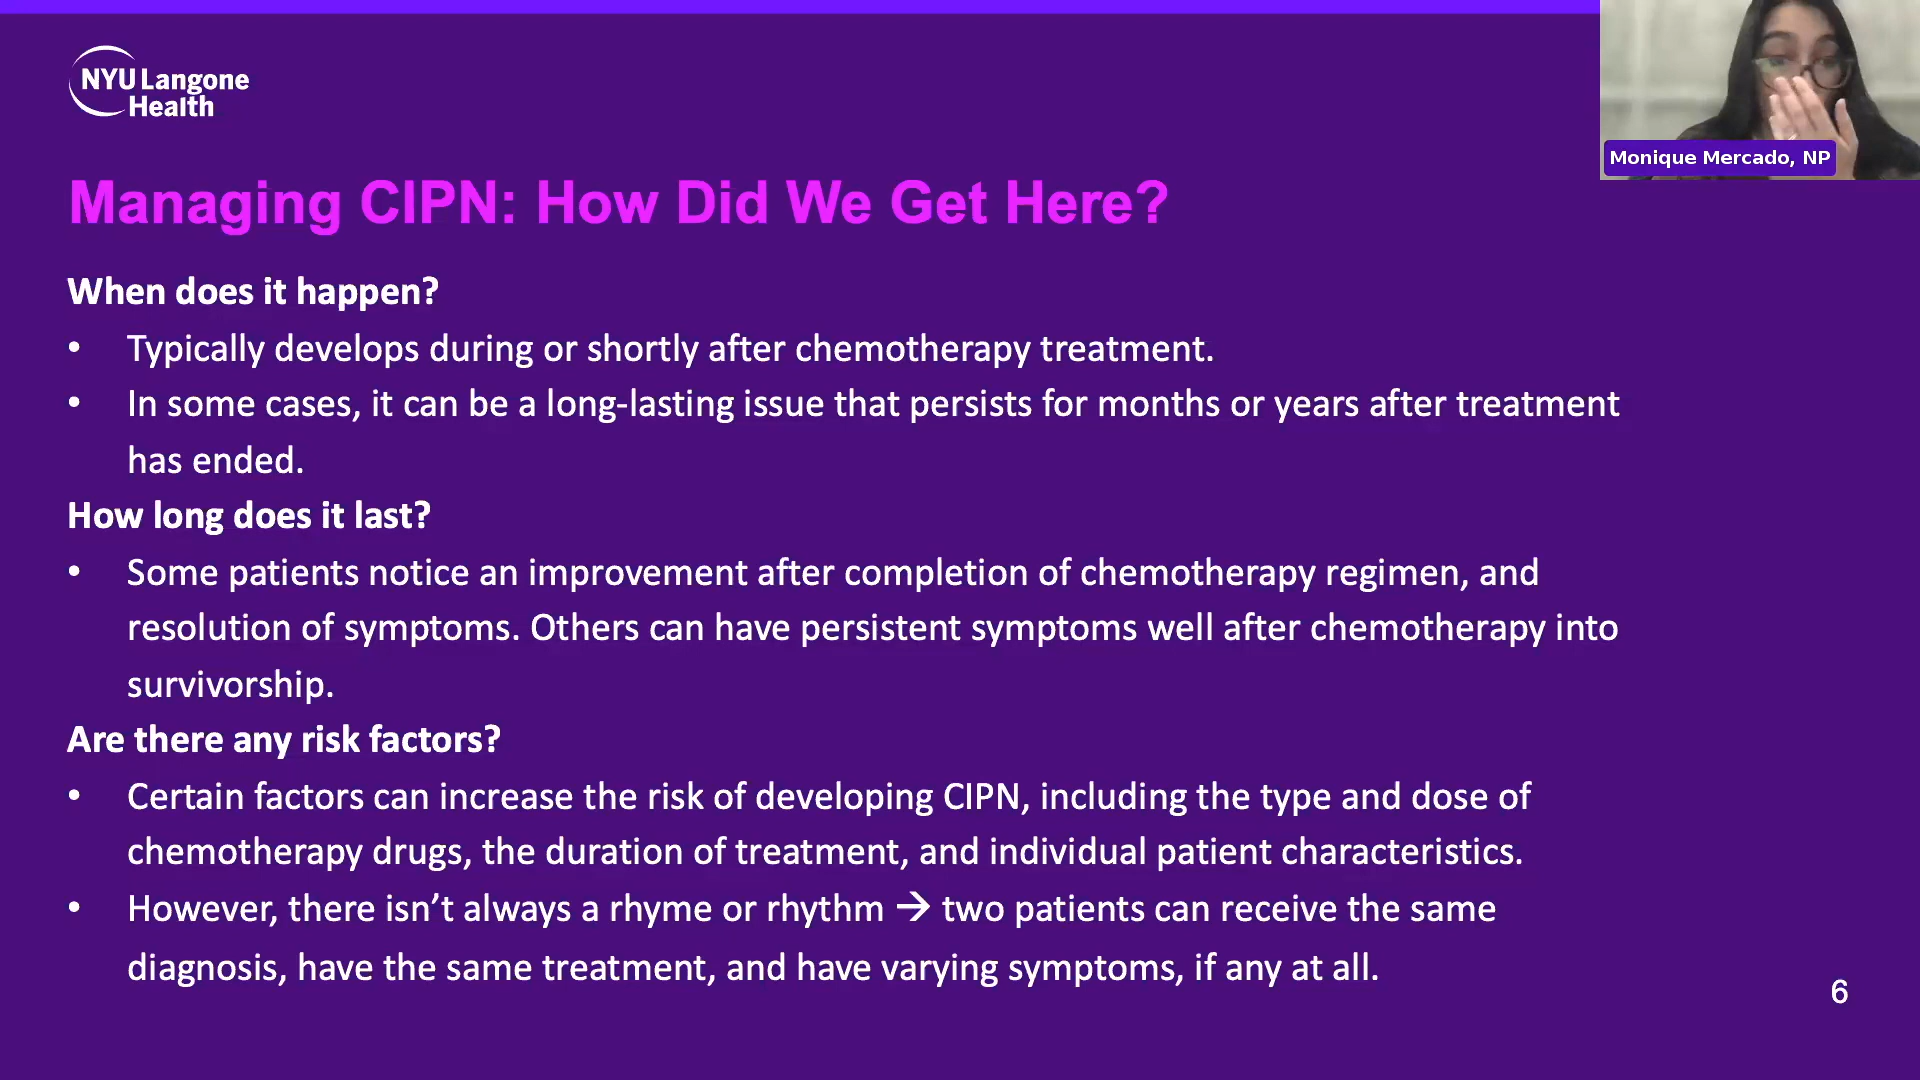 NYU Langone
Health
Monique Mercado, NP
Managing CIPN: How Did We Get Here?
When does it happen?
• Typically develops during or shortly after chemotherapy treatment.
• In some cases, it can be a long-lasting issue that persists for months or years after treatment
has ended.
How long does it last?
• Some patients notice an improvement after completion of chemotherapy regimen, and
resolution of symptoms. Others can have persistent symptoms well after chemotherapy into
survivorship.
Are there any risk factors?
• Certain factors can increase the risk of developing CIPN, including the type and dose of
chemotherapy drugs, the duration of treatment, and individual patient characteristics.
• However, there isn’t always a rhyme or rhythm → two patients can receive the same
diagnosis, have the same treatment, and have varying symptoms, if any at all.
6